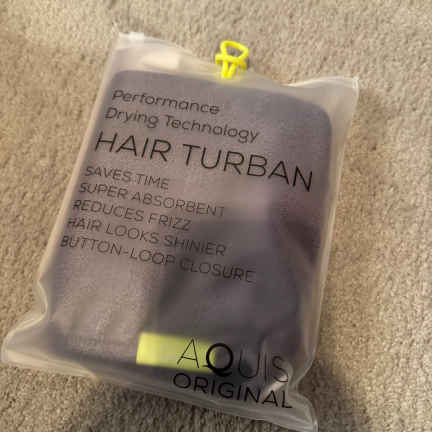 Performance
Drying Technology
HAIR TURBAN
SAVES TIME
SUPER ABSORBENT
REDUCES FRIZZ
HAIR LOOKS SHINIER
BUTTON-LOOP CLOSURE
AQUIS
ORIGINAL